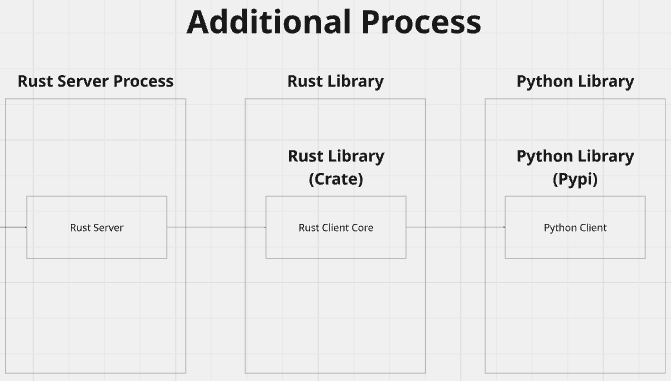 Additional Process
Rust Server Process
Rust Library
Python Library
Rust Library
(Crate)
Python Library
(Pypi)
Rust Server
Rust Client Core
Python Client